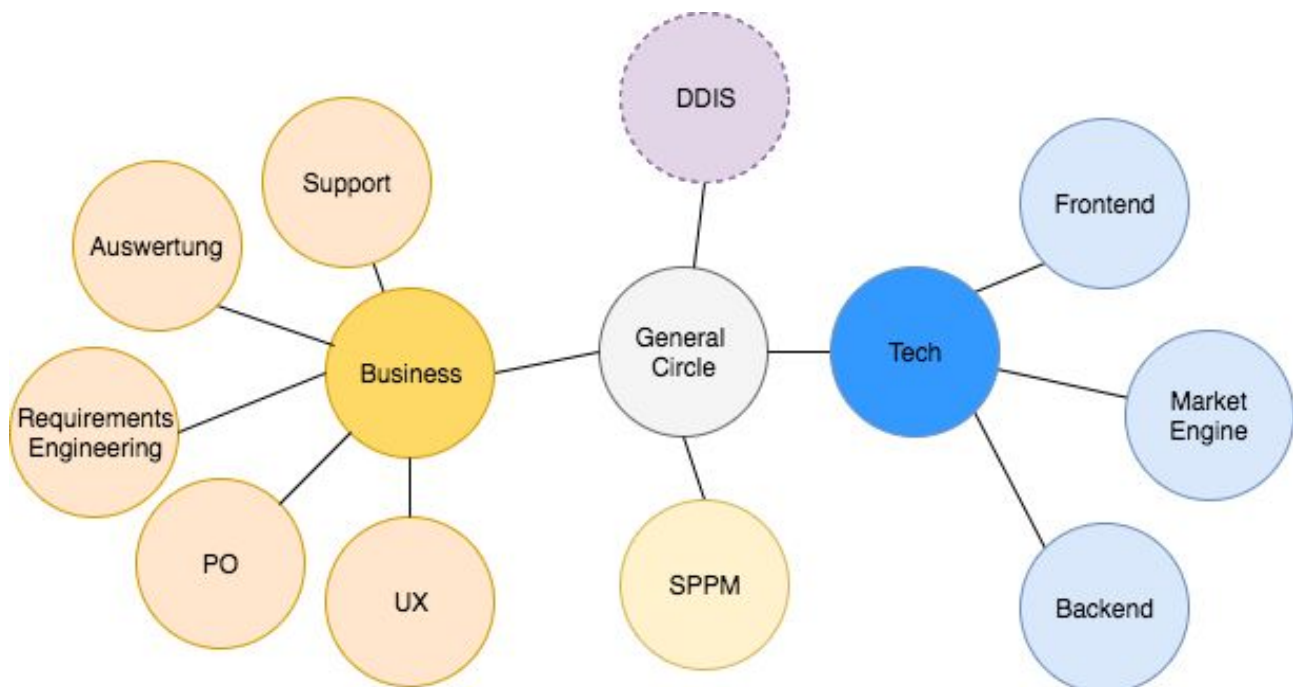 DDIS
Support
Frontend
Auswertung
General
Circle
Tech
Business
Requirements
Engineering
Market
Engine
PO
UX
SPPM
Backend